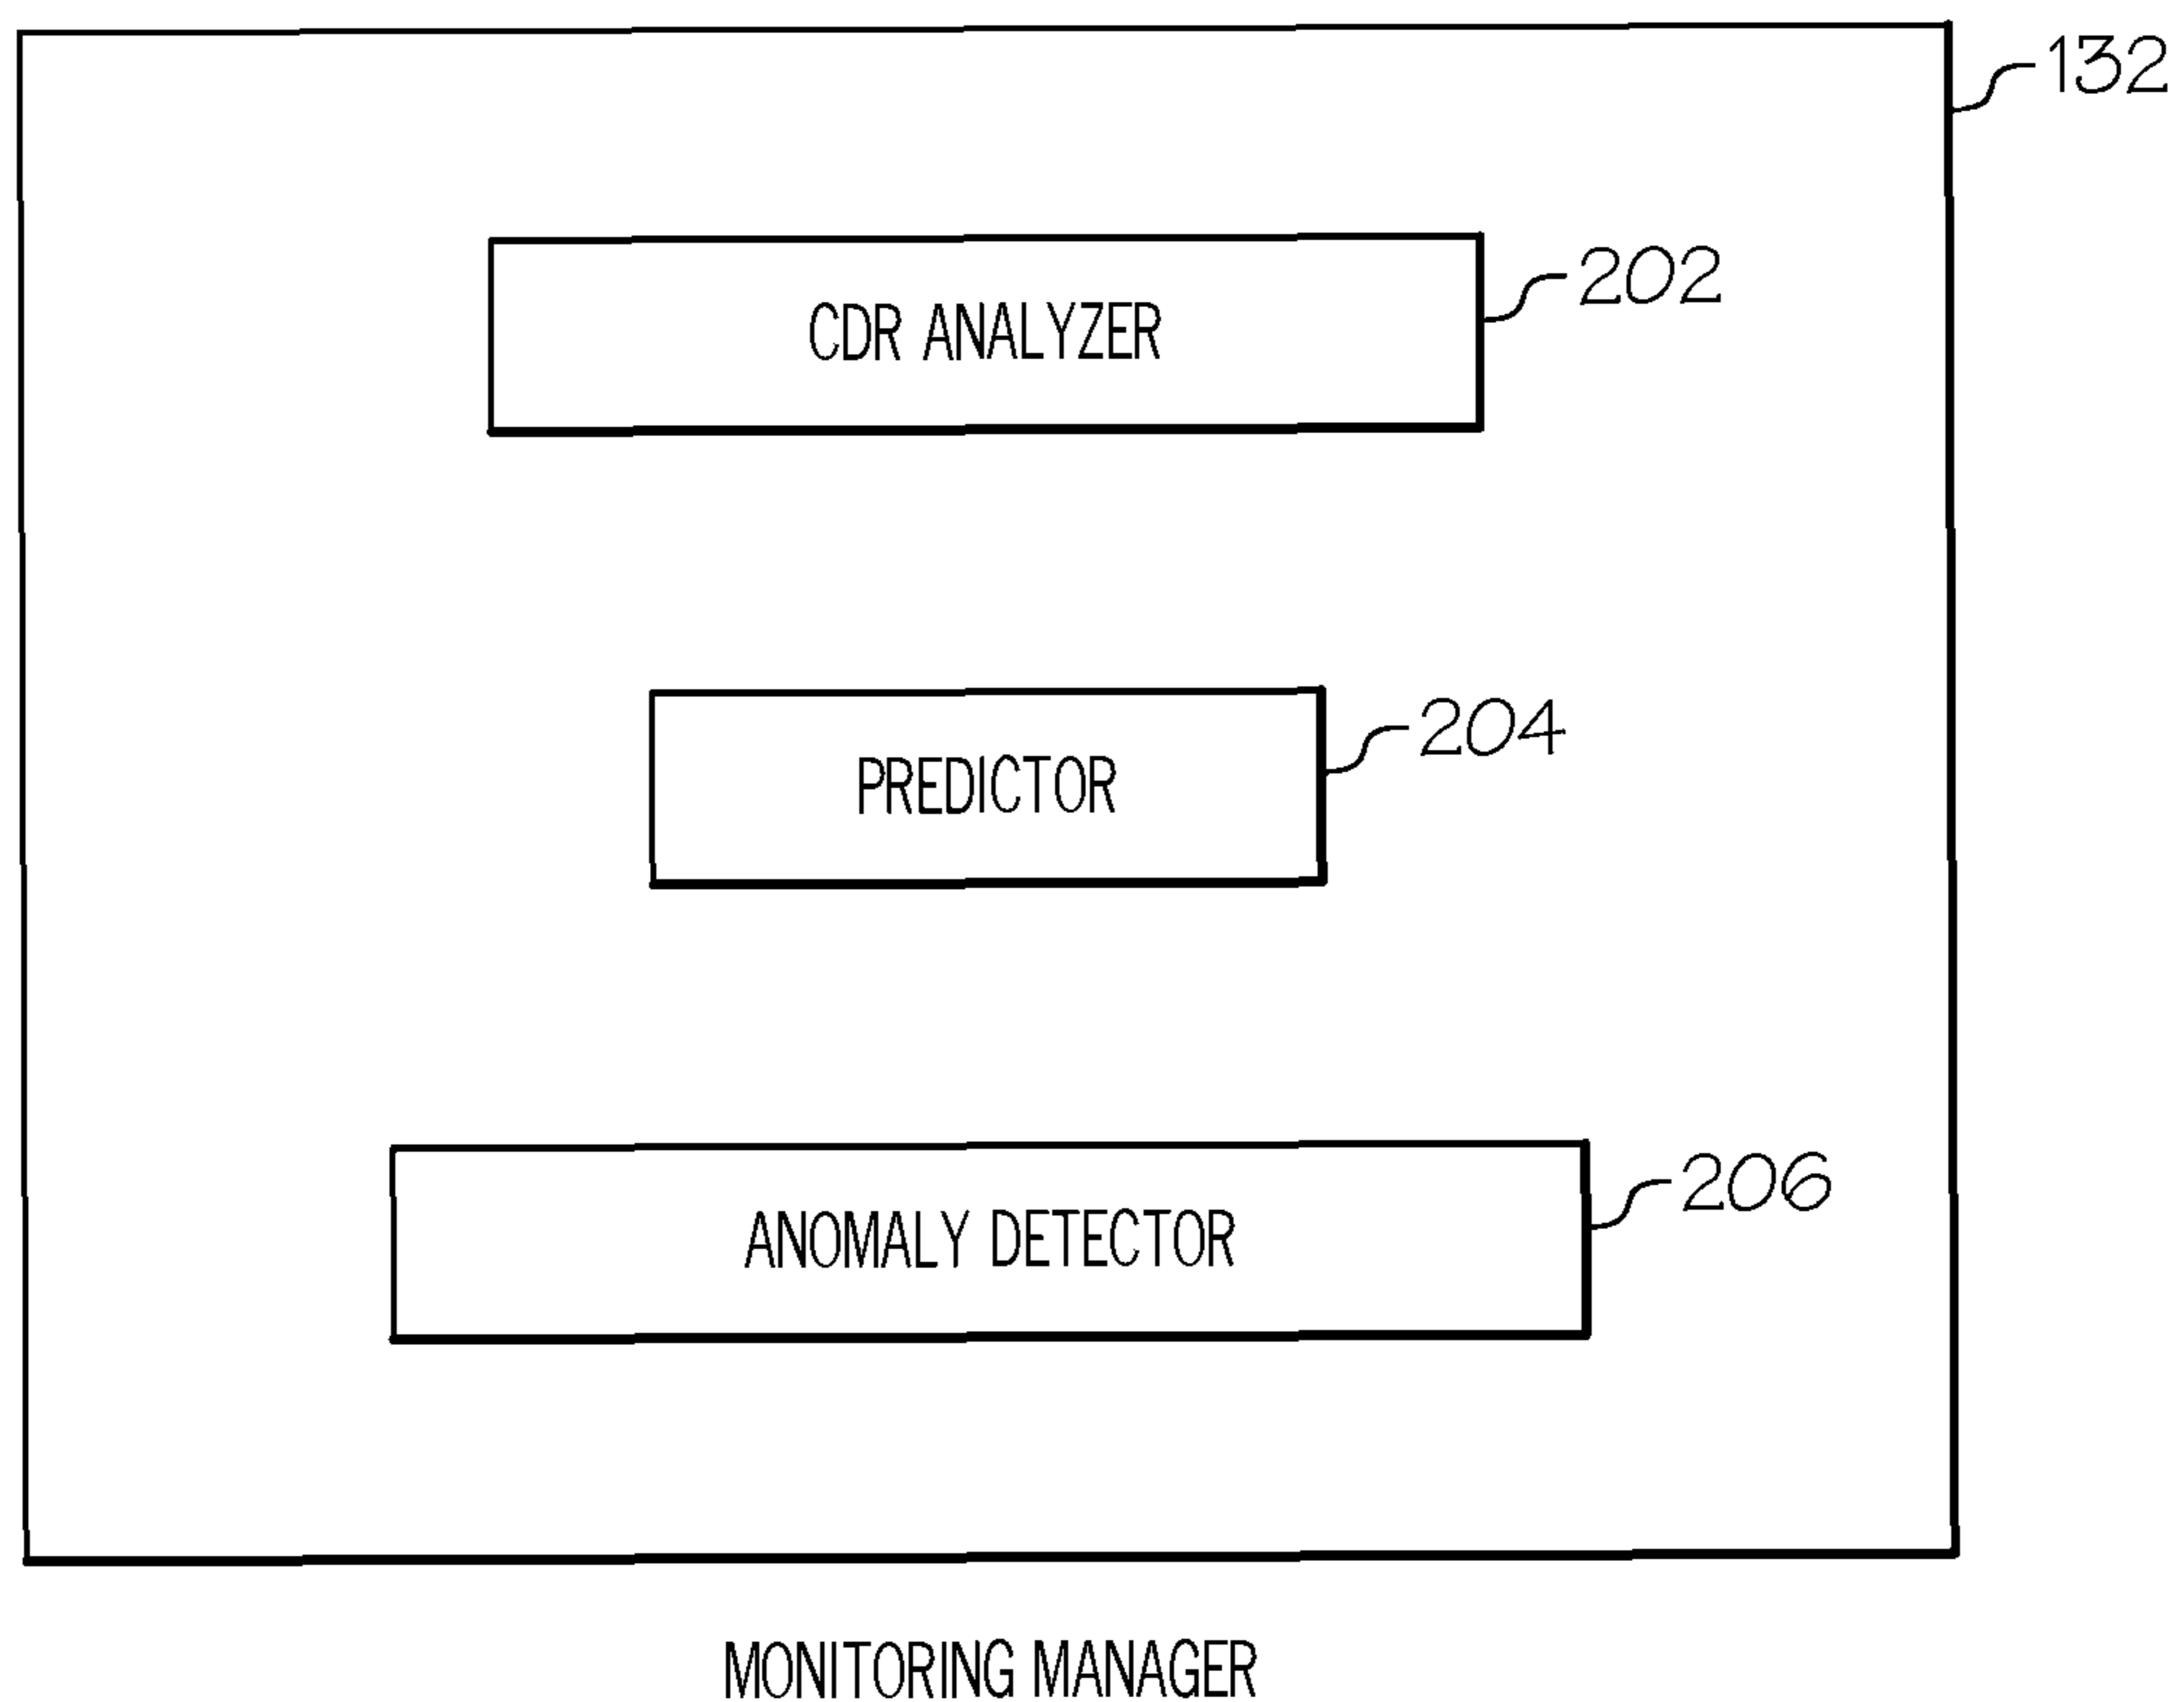 132
CDR ANALYZER
202
PREDICTOR
204
ANOMALY DETECTOR
206
MONITORING MANAGER